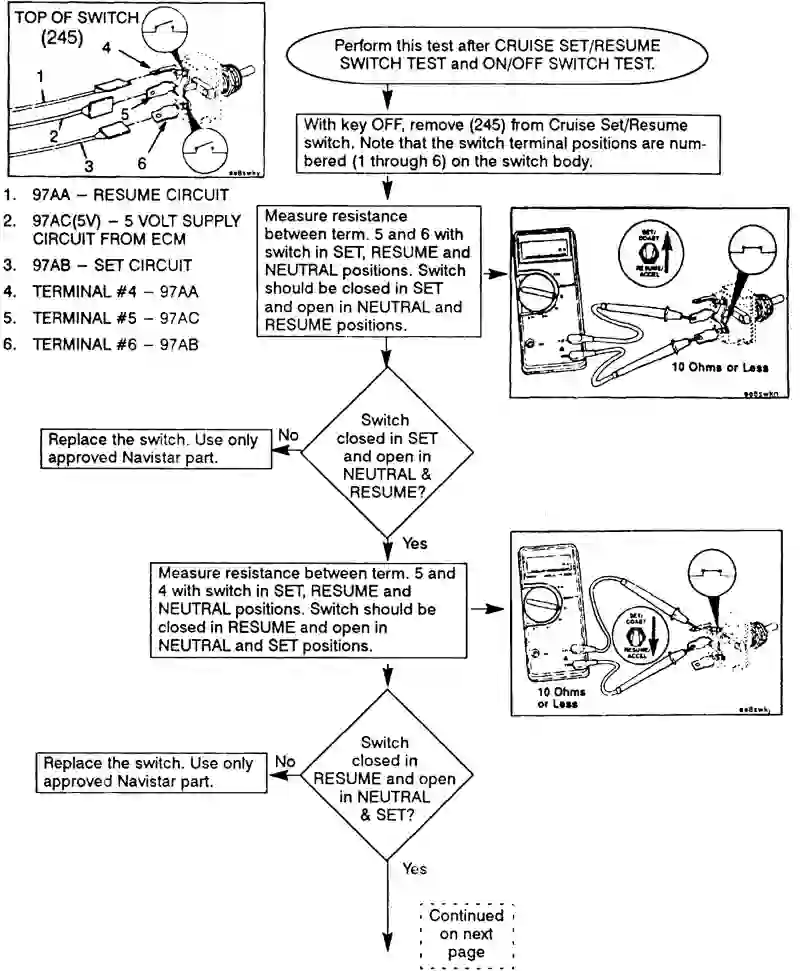 TOP OF SWITCH
(245)
4
1
5
2
6
3
ee8swky
1. 97AA – RESUME CIRCUIT
2. 97AC(5V) – 5 VOLT SUPPLY
CIRCUIT FROM ECM
3. 97AB – SET CIRCUIT
4. TERMINAL #4 – 97AA
5. TERMINAL #5 – 97AC
6. TERMINAL #6 – 97AB
Perform this test after CRUISE SET/RESUME
SWITCH TEST and ON/OFF SWITCH TEST.
With key OFF, remove (245) from Cruise Set/Resume
switch, Note that the switch terminal positions are num-
bered (1 through 6) on the switch body.
Measure resistance
between term. 5 and 6 with
switch in SET, RESUME and
NEUTRAL positions. Switch
should be closed in SET
and open in NEUTRAL and
RESUME positions.
SET/
COAST
RESUME/
ACCEL
10 Ohms or Less
ee8swkn
Switch
closed in SET
and open in
NEUTRAL &
RESUME?
No
Replace the switch. Use only
approved Navistar part.
Yes
Measure resistance between term. 5 and
4 with switch in SET, RESUME and
NEUTRAL positions. Switch should be
closed in RESUME and open in
NEUTRAL and SET positions.
SET/
COAST
RESUME/
ACCEL
10 Ohms
or Less
ee8swkj
Switch
closed in
RESUME and open
in NEUTRAL
& SET?
No
Replace the switch. Use only
approved Navistar part.
Yes
Continued
on next
page